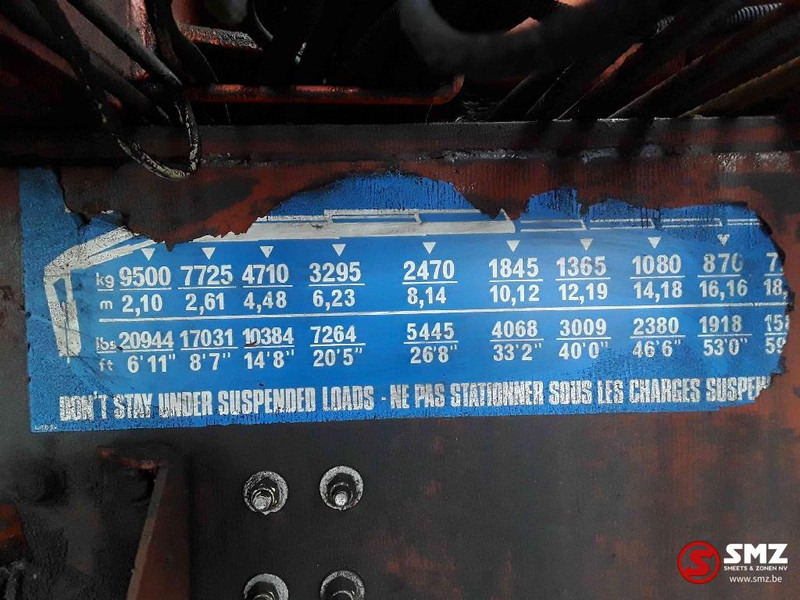 kg 9500 7725 4710 3295 2470 1845 1365 1080 870
m 2,10 2,61 4,48 6,23 8,14 10,12 12,19 14,18 16,16 18,
lbs 20944 17031 10384 7264 5445 4068 3009 2380 1918
ft 6'11" 8'7" 14'8" 20'5" 26'8" 33'2" 40'0" 46'6" 53'0" 59
DON'T STAY UNDER SUSPENDED LOADS - NE PAS STATIONNER SOUS LES CHARGES SUSPEN
SMZ
SMEETS & ZONEN NV
www.smz.be